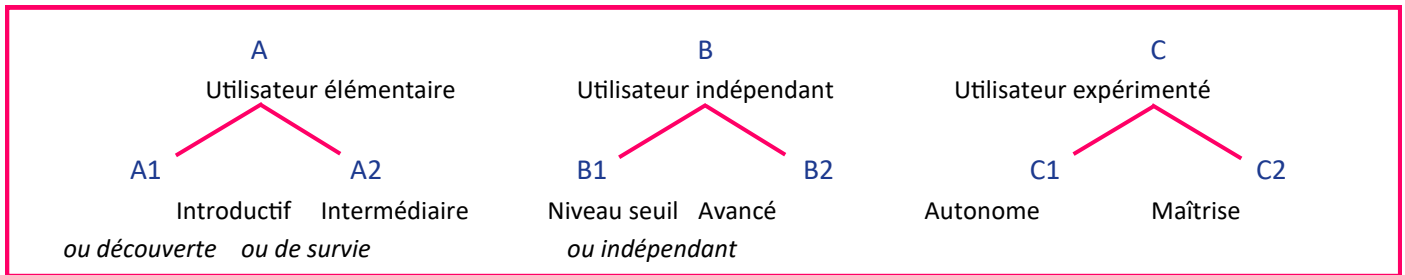 A B C
Utilisateur élémentaire Utilisateur indépendant Utilisateur expérimenté
A1 A2 B1 B2 C1 C2
Introductif Intermédiaire Niveau seuil Avancé Autonome Maîtrise
ou découverte ou de survie ou indépendant